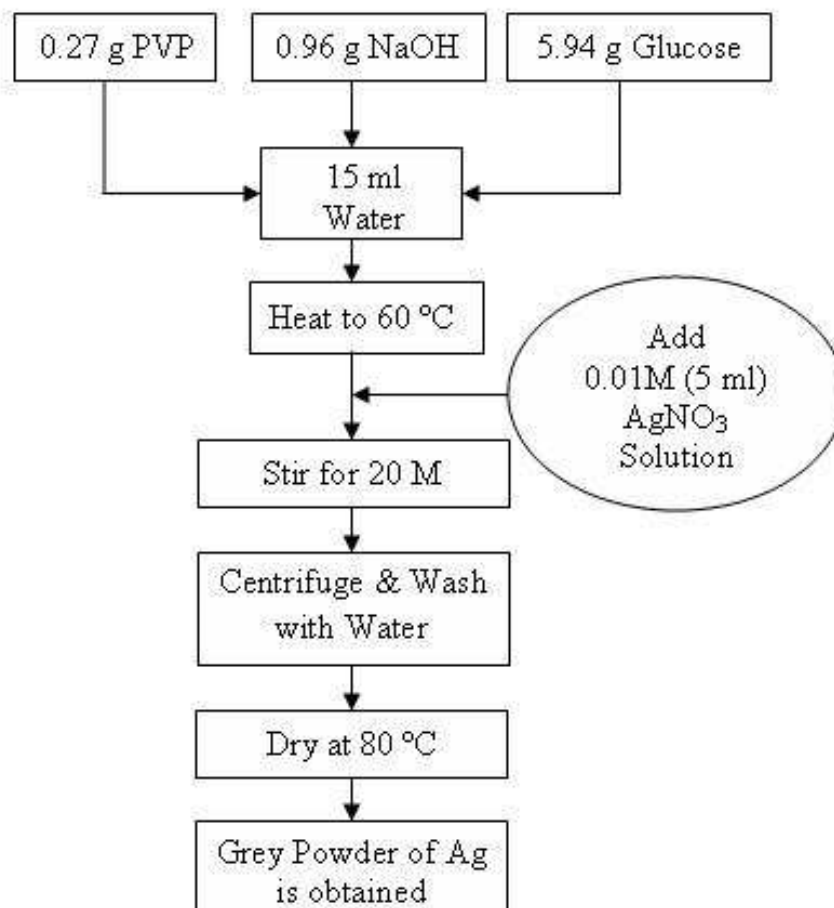 0.27 g PVP
0.96 g NaOH
5.94 g Glucose
15 ml
Water
Heat to 60 °C
Add
0.01M (5 ml)
AgNO₃
Solution
Stir for 20 M
Centrifuge & Wash
with Water
Dry at 80 °C
Grey Powder of Ag
is obtained